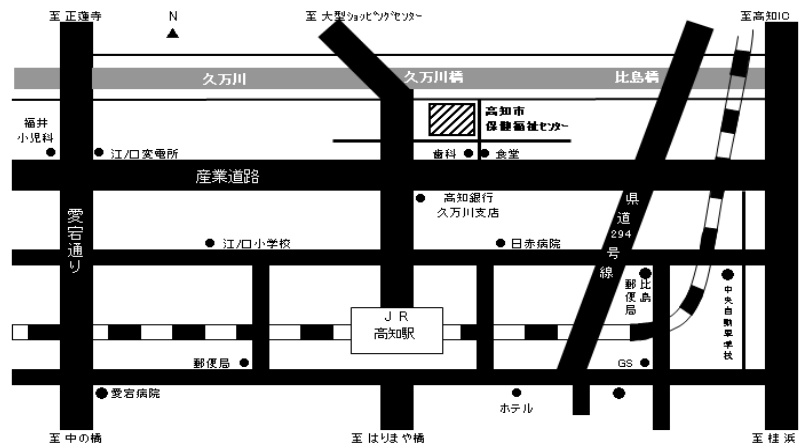 至 正蓮寺
N
至 大型ショッピングセンター
至高知IC
久万川
久万川橋
比島橋
福井
小児科
江ノ口変電所
高知市
保健福祉センター
歯科
食堂
産業道路
愛宕通り
高知銀行
久万川支店
県道294号線
江ノ口小学校
日赤病院
比島
郵便局
中央自動車学校
JR
高知駅
郵便局
GS
愛宕病院
ホテル
至 中の橋
至 はりまや橋
至 桂浜